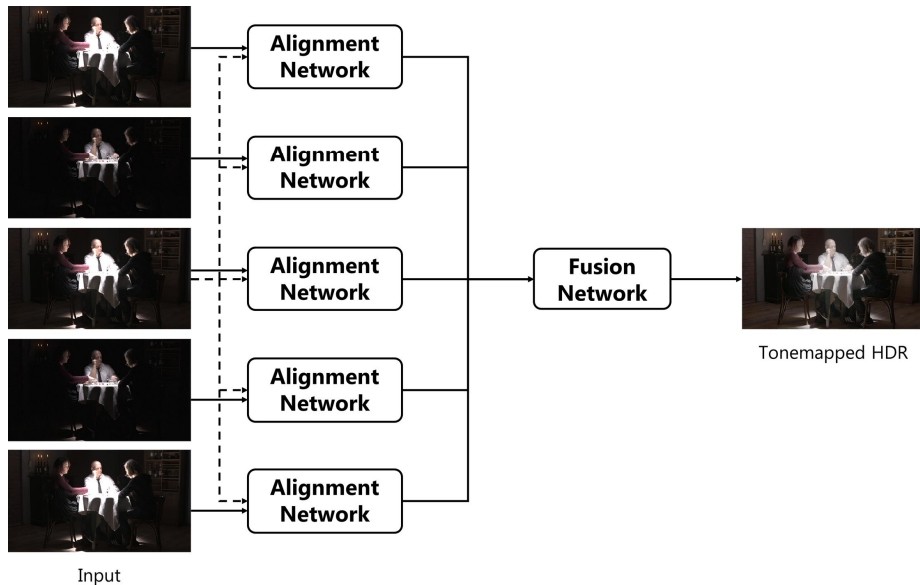 Alignment
Network
Alignment
Network
Alignment
Network
Fusion
Network
Tonemapped HDR
Alignment
Network
Alignment
Network
Input